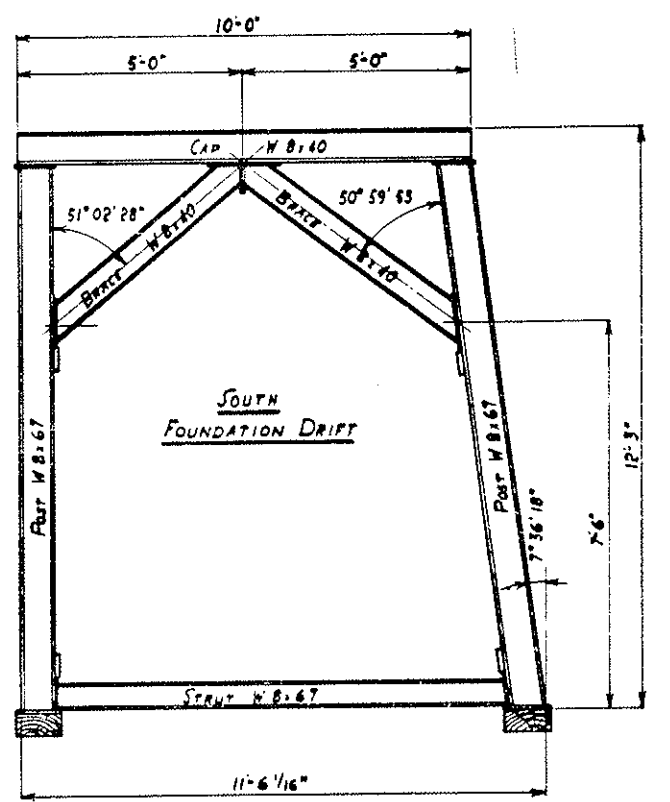 10'-0"
5'-0" 5'-0"
CAP W 8x40
51° 02' 28"
50° 59' 53
BRACE W 8x40
BRACE W 8x40
SOUTH
FOUNDATION DRIFT
POST W 8x67
POST W 8x67
12'-3"
7'-6"
7° 36' 18"
STRUT W 8x67
11'-6 1/16"